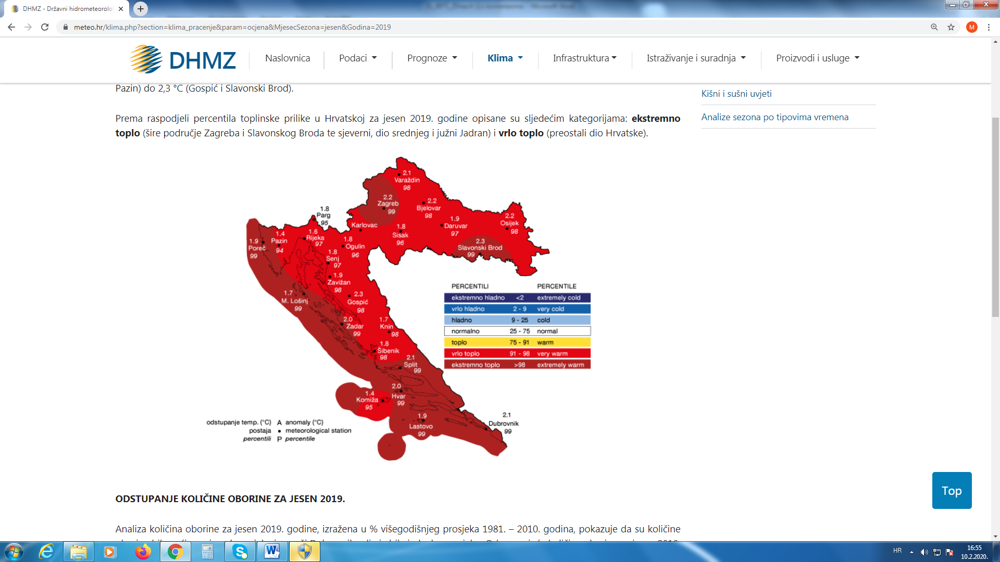 DHMZ - Državni hidrometeorolo
meteo.hr/klima.php?section=klima_pracenje&param=ocjena&MjesecSezona=jesen&Godina=2019
M
DHMZ
Naslovnica
Podaci
Prognoze
Klima
Infrastruktura
Istraživanje i suradnja
Proizvodi i usluge
Pazin) do 2,3 °C (Gospić i Slavonski Brod).
Kišni i sušni uvjeti
Analize sezona po tipovima vremena
Prema raspodjeli percentila toplinske prilike u Hrvatskoj za jesen 2019. godine opisane su sljedećim kategorijama: ekstremno
toplo (šire područje Zagreba i Slavonskog Broda te sjeverni, dio srednjeg i južni Jadran) i vrlo toplo (preostali dio Hrvatske).
2.1
Varaždin
98
2.2
Zagreb
99
2.2
Bjelovar
98
1.8
Parg
95
1.9
Daruvar
97
2.2
Osijek
98
Karlovac
1.8
Sisak
96
2.3
Slavonski Brod
99
1.9
Poreč
99
1.4
Pazin
94
1.6
Rijeka
97
1.8
Ogulin
96
1.8
Senj
97
1.9
Zavižan
98
1.7
M. Lošinj
99
2.3
Gospić
98
2.0
Zadar
99
1.7
Knin
98
1.8
Šibenik
98
2.1
Split
99
2.0
Hvar
99
1.4
Komiža
95
1.9
Lastovo
99
2.1
Dubrovnik
99
PERCENTILI PERCENTILE
ekstremno hladno <2 extremely cold
vrlo hladno 2 - 9 very cold
hladno 9 - 25 cold
normalno 25 - 75 normal
toplo 75 - 91 warm
vrlo toplo 91 - 98 very warm
ekstremno toplo >98 extremely warm
odstupanje temp. (°C) A anomaly (°C)
postaja • meteorological station
percentili P percentile
Top
ODSTUPANJE KOLIČINE OBORINE ZA JESEN 2019.
Analiza količina oborine za jesen 2019. godine, izražena u % višegodišnjeg prosjeka 1981. – 2010. godina, pokazuje da su količine
HR
16:55
10.2.2020.